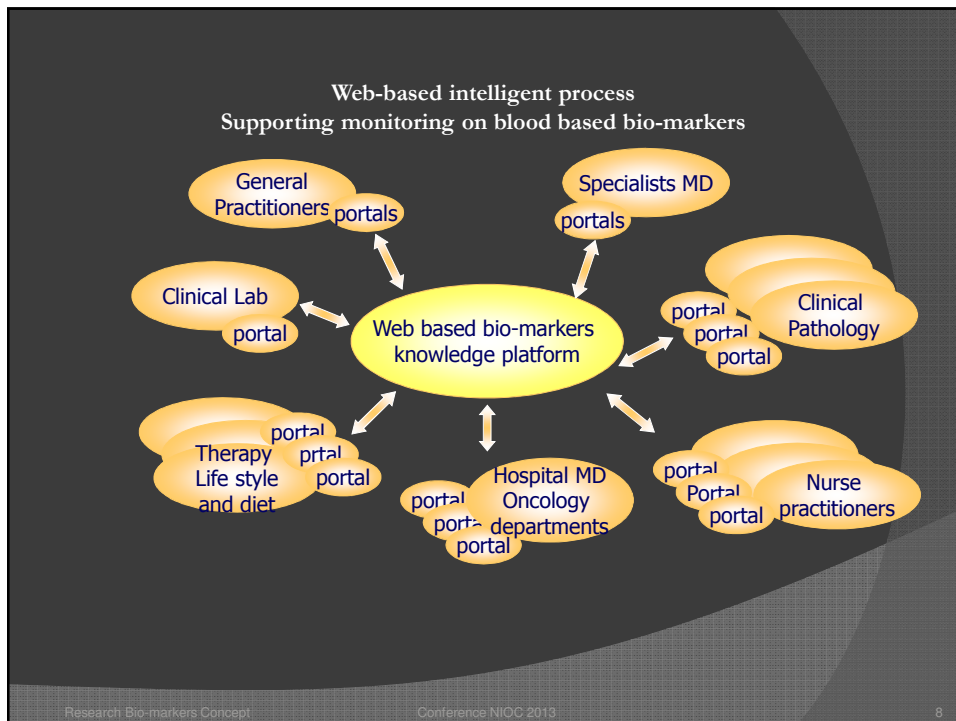 Web-based intelligent process
Supporting monitoring on blood based bio-markers
General
Practitioners
portals
Specialists MD
portals
Clinical Lab
portal
Web based bio-markers
knowledge platform
portal
portal
portal
Clinical
Pathology
portal
prtal
portal
Therapy
Life style
and diet
portal
porta
portal
Hospital MD
Oncology
departments
portal
Portal
portal
Nurse
practitioners
Research Bio-markers Concept
Conference NIOC 2013
8